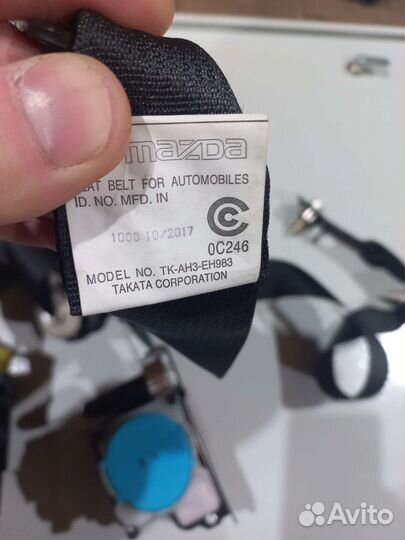 mazda
EAT BELT FOR AUTOMOBILES
ID. NO. MFD. IN
1000 10/2017
0C246
MODEL NO. TK-AH3-EH983
TAKATA CORPORATION
Avito